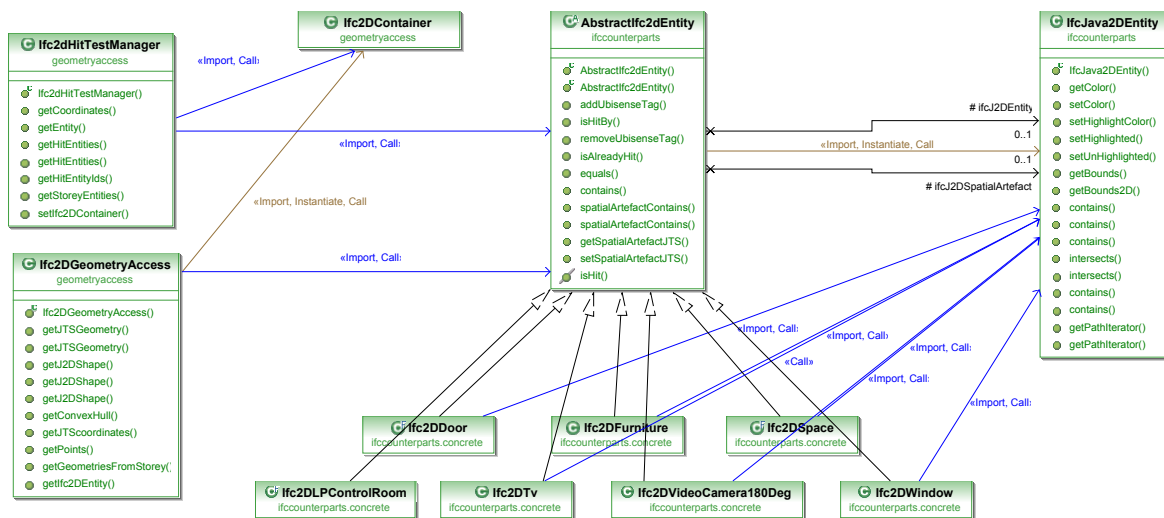 Ifc2dHitTestManager
geometryaccess
Ifc2dHitTestManager()
getCoordinates()
getEntity()
getHitEntities()
getHitEntities()
getHitEntityIds()
getStoreyEntities()
setIfc2DContainer()
Ifc2DContainer
geometryaccess
«Import, Call»
«Import, Call»
«Import, Instantiate, Call
«Import, Call»
Ifc2DGeometryAccess
geometryaccess
Ifc2DGeometryAccess()
getJTSGeometry()
getJTSGeometry()
getJ2DShape()
getJ2DShape()
getJ2DShape()
getConvexHull()
getJTScoordinates()
getPoints()
getGeometriesFromStorey()
getIfc2DEntity()
AbstractIfc2dEntity
ifccounterparts
AbstractIfc2dEntity()
AbstractIfc2dEntity()
addUbisenseTag()
isHitBy()
removeUbisenseTag()
isAlreadyHit()
equals()
contains()
spatialArtefactContains()
spatialArtefactContains()
getSpatialArtefactJTS()
setSpatialArtefactJTS()
isHit()
# ifcJ2DEntity
0..1
«Import, Instantiate, Call
0..1
# ifcJ2DSpatialArtefact
IfcJava2DEntity
ifccounterparts
IfcJava2DEntity()
getColor()
setColor()
setHighlightColor()
setHighlighted()
setUnHighlighted()
getBounds()
getBounds2D()
contains()
contains()
contains()
intersects()
intersects()
contains()
contains()
getPathIterator()
getPathIterator()
«Import, Call»
«Import, Call»
«Call»
«Import, Call»
«Import, Call»
Ifc2DDoor
ifccounterparts.concrete
Ifc2DFurniture
ifccounterparts.concrete
Ifc2DSpace
ifccounterparts.concrete
Ifc2DLPControlRoom
ifccounterparts.concrete
Ifc2DTv
ifccounterparts.concrete
Ifc2DVideoCamera180Deg
ifccounterparts.concrete
Ifc2DWindow
ifccounterparts.concrete